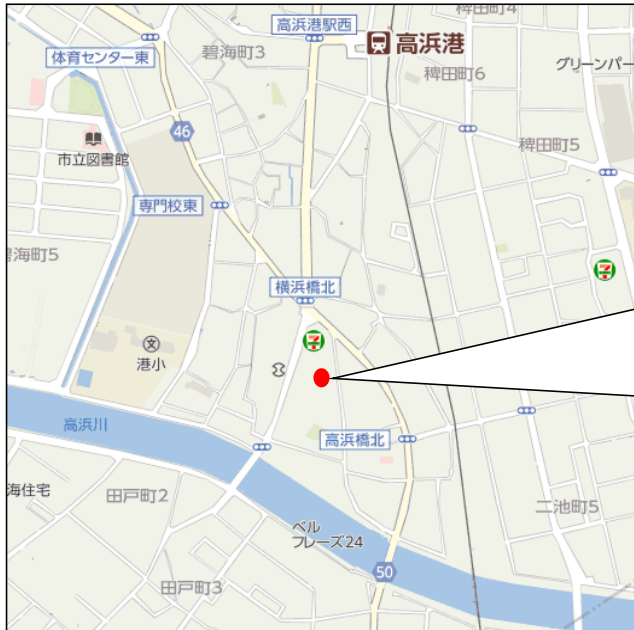 稗田町4
高浜港駅西
碧海町3
高浜港
体育センター東
グリーンパー
稗田町6
46
稗田町5
市立図書館
専門校東
碧海町5
7
横浜橋北
7
文
港小
高浜川
高浜橋北
海住宅
田戸町2
二池町5
ベル
フレーズ24
50
田戸町3